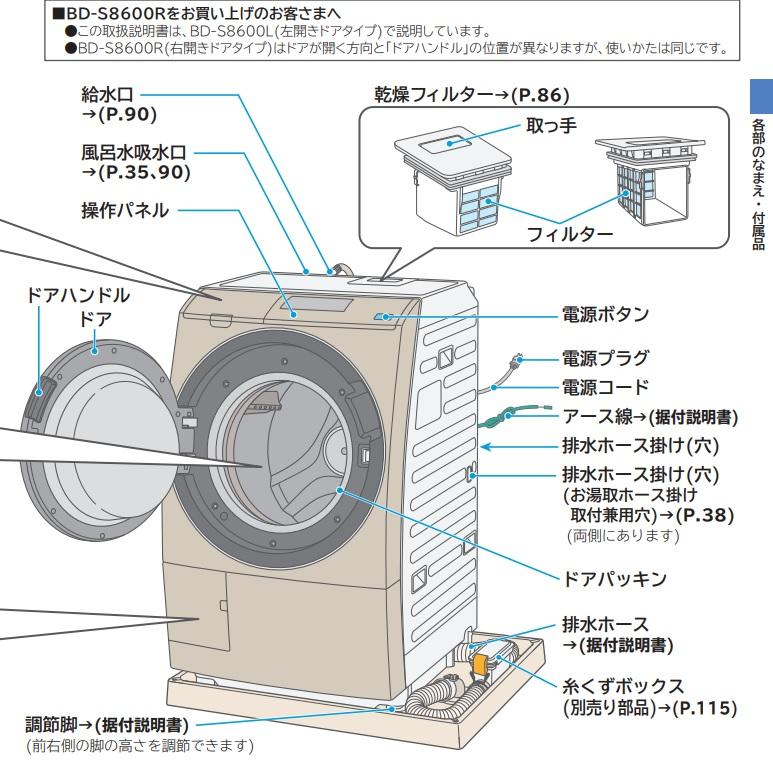 ■BD-S8600Rをお買い上げのお客さまへ
●この取扱説明書は、BD-S8600L(左開きドアタイプ)で説明しています。
●BD-S8600R(右開きドアタイプ)はドアが開く方向と「ドアハンドル」の位置が異なりますが、使いかたは同じです。
給水口
→(P.90)
風呂水吸水口
→(P.35、90)
操作パネル
乾燥フィルター→(P.86)
取っ手
フィルター
各部のなまえ・付属品
ドアハンドル
ドア
電源ボタン
電源プラグ
電源コード
アース線→(据付説明書)
排水ホース掛け(穴)
排水ホース掛け(穴)
(お湯取ホース掛け
取付兼用穴)→(P.38)
(両側にあります)
ドアパッキン
排水ホース
→(据付説明書)
糸くずボックス
(別売り部品)→(P.115)
調節脚→(据付説明書)
(前右側の脚の高さを調節できます)